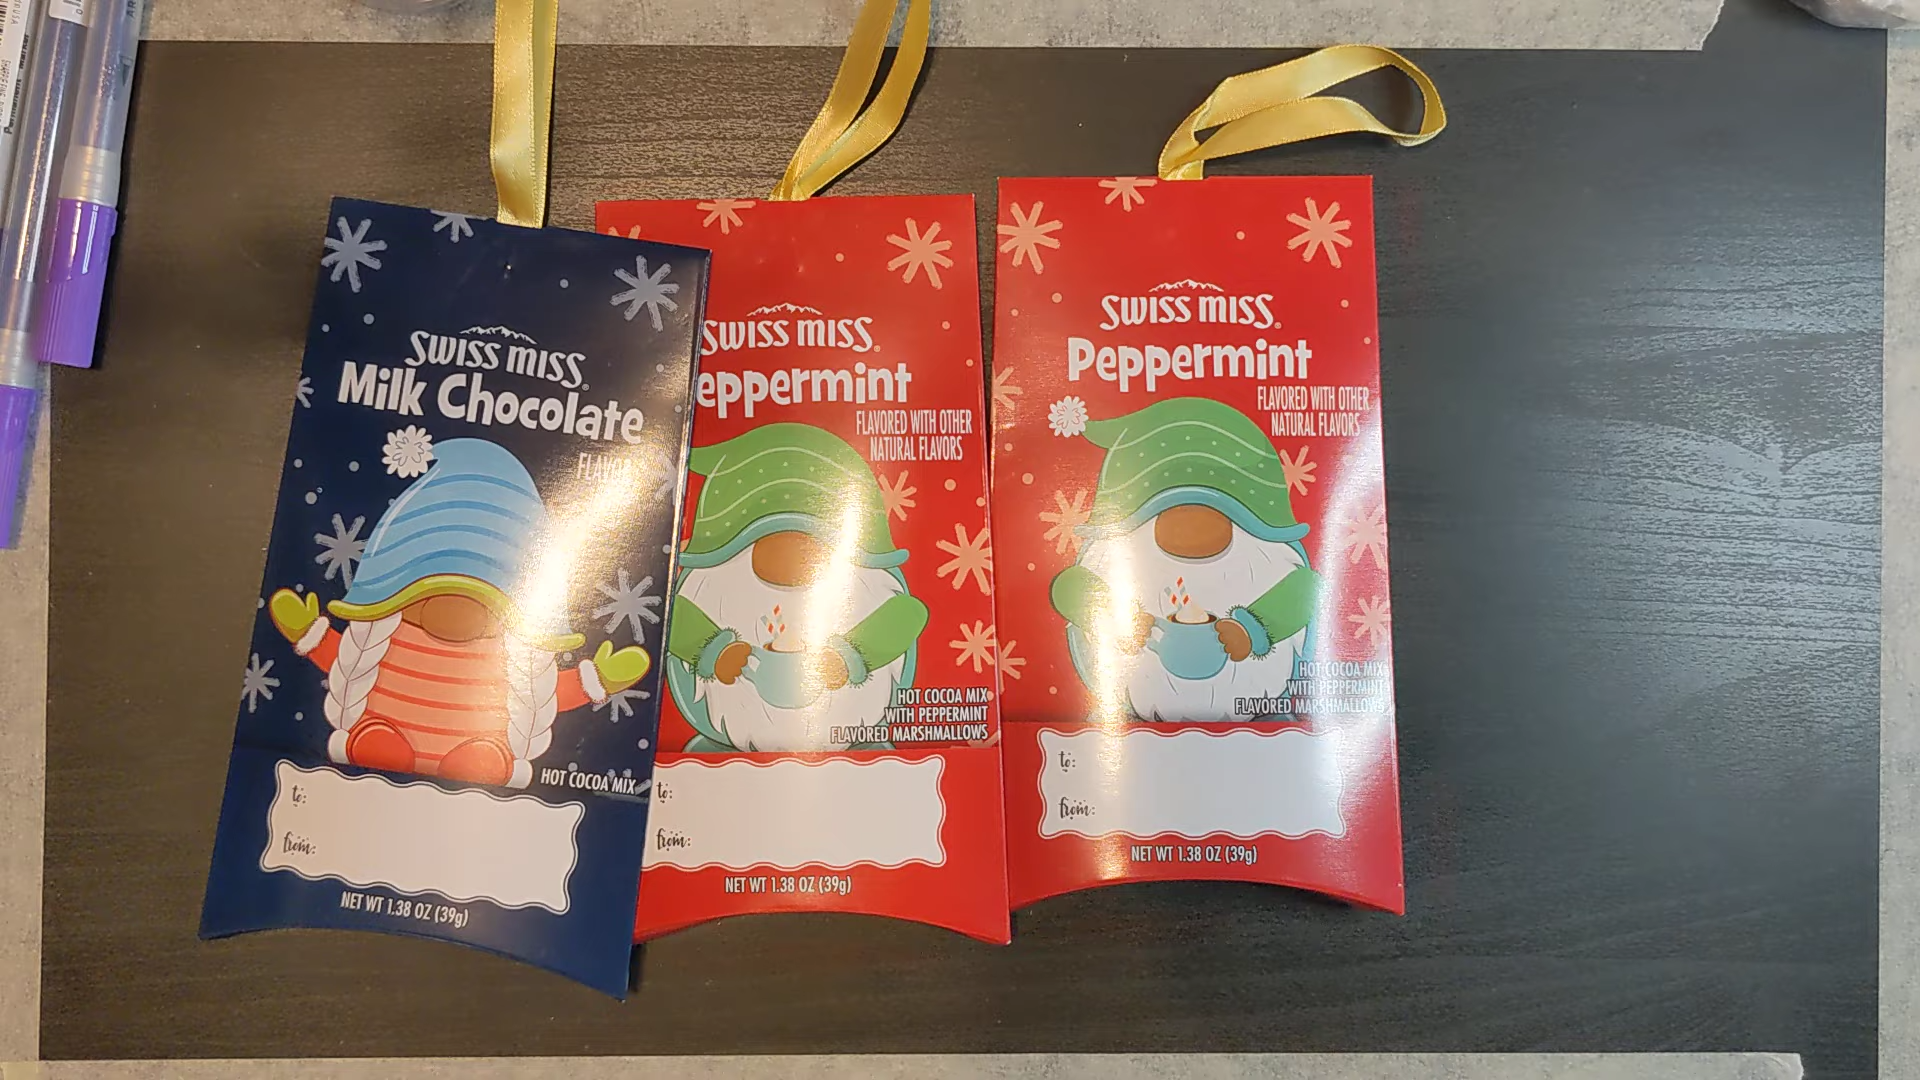 SWISS MISS
Milk Chocolate
HOT COCOA MIX
to:
from:
NET WT 1.38 OZ (39g)
SWISS MISS
eppermint
FLAVORED WITH OTHER
NATURAL FLAVORS
HOT COCOA MIX
WITH PEPPERMINT
FLAVORED MARSHMALLOWS
to:
from:
NET WT 1.38 OZ (39g)
SWISS MISS
Peppermint
FLAVORED WITH OTHER
NATURAL FLAVORS
HOT COCOA MIX
WITH PEPPERMINT
FLAVORED MARSHMALLOWS
to:
from:
NET WT 1.38 OZ (39g)